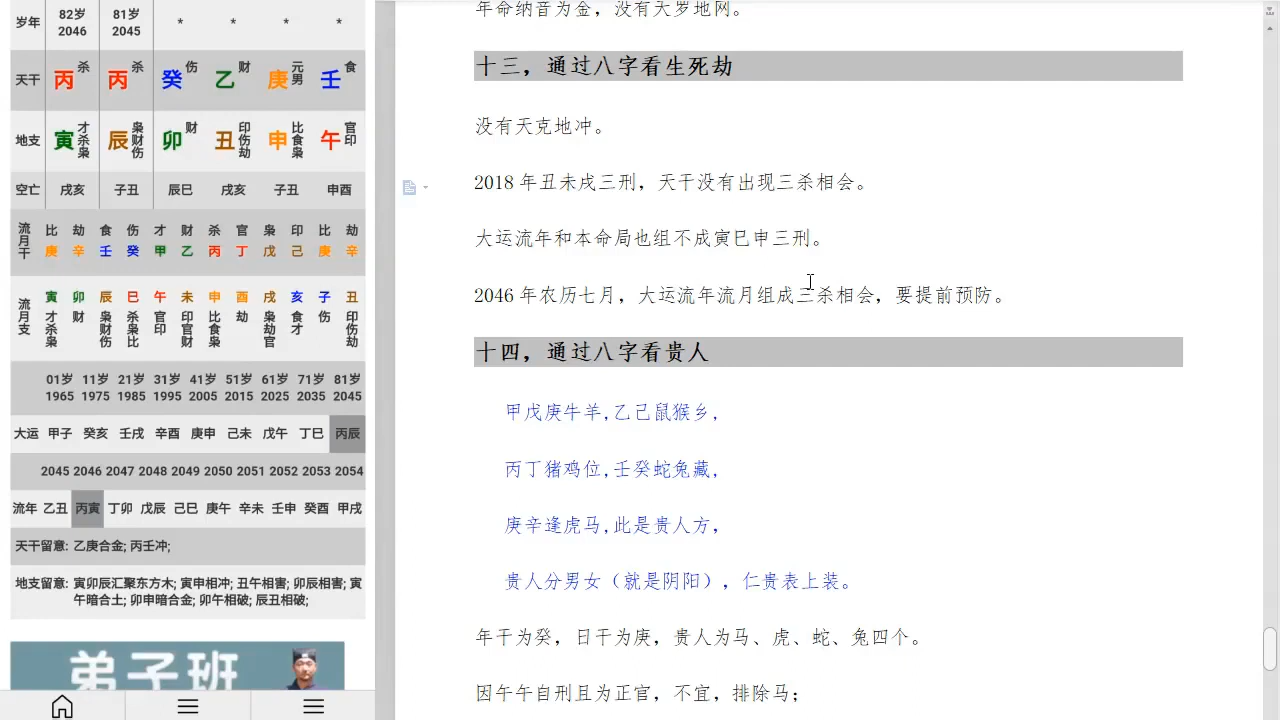 岁年 82岁 81岁 * * * *
2046 2045
天干 丙杀 丙杀 癸伤 乙财 庚元男 壬食
地支 寅才杀枭 辰枭财伤 卯财 丑印伤劫 申比食枭 午官印
空亡 戌亥 子丑 辰巳 戌亥 子丑 申酉
流月干 比 劫 食 伤 才 财 杀 官 枭 印 比 劫
庚 辛 壬 癸 甲 乙 丙 丁 戊 己 庚 辛
流月支 寅 卯 辰 巳 午 未 申 酉 戌 亥 子 丑
才杀枭 财 枭财伤 杀枭比 官印 印官财 比食枭 劫 枭劫官 食才 伤 印伤劫
01岁 11岁 21岁 31岁 41岁 51岁 61岁 71岁 81岁
1965 1975 1985 1995 2005 2015 2025 2035 2045
大运 甲子 癸亥 壬戌 辛酉 庚申 己未 戊午 丁巳 丙辰
2045 2046 2047 2048 2049 2050 2051 2052 2053 2054
流年 乙丑 丙寅 丁卯 戊辰 己巳 庚午 辛未 壬申 癸酉 甲戌
天干留意: 乙庚合金; 丙壬冲;
地支留意: 寅卯辰汇聚东方木; 寅申相冲; 丑午相害; 卯辰相害; 寅
午暗合土; 卯申暗合金; 卯午相破; 辰丑相破;
弟子班
年命纳音为金，没有天罗地网。
十三，通过八字看生死劫
没有天克地冲。
2018 年丑未戌三刑，天干没有出现三杀相会。
大运流年和本命局也组不成寅巳申三刑。
2046 年农历七月，大运流年流月组成三杀相会，要提前预防。
十四，通过八字看贵人
甲戊庚牛羊,乙己鼠猴乡,
丙丁猪鸡位,壬癸蛇兔藏,
庚辛逢虎马,此是贵人方,
贵人分男女（就是阴阳）,仁贵表上装。
年干为癸，日干为庚，贵人为马、虎、蛇、兔四个。
因午午自刑且为正官，不宜，排除马；